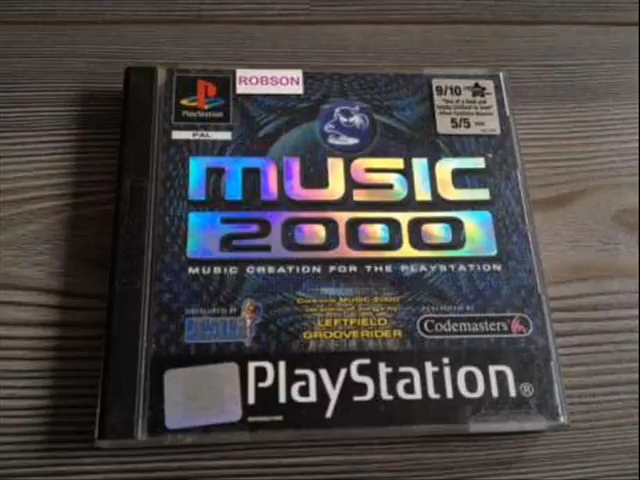 ROBSON
PlayStation
PAL
9/10
5/5
MUSIC
2000
MUSIC CREATION FOR THE PLAYSTATION
MUSIC 2000
LEFTFIELD
GROOVERIDER
Codemasters
PlayStation®